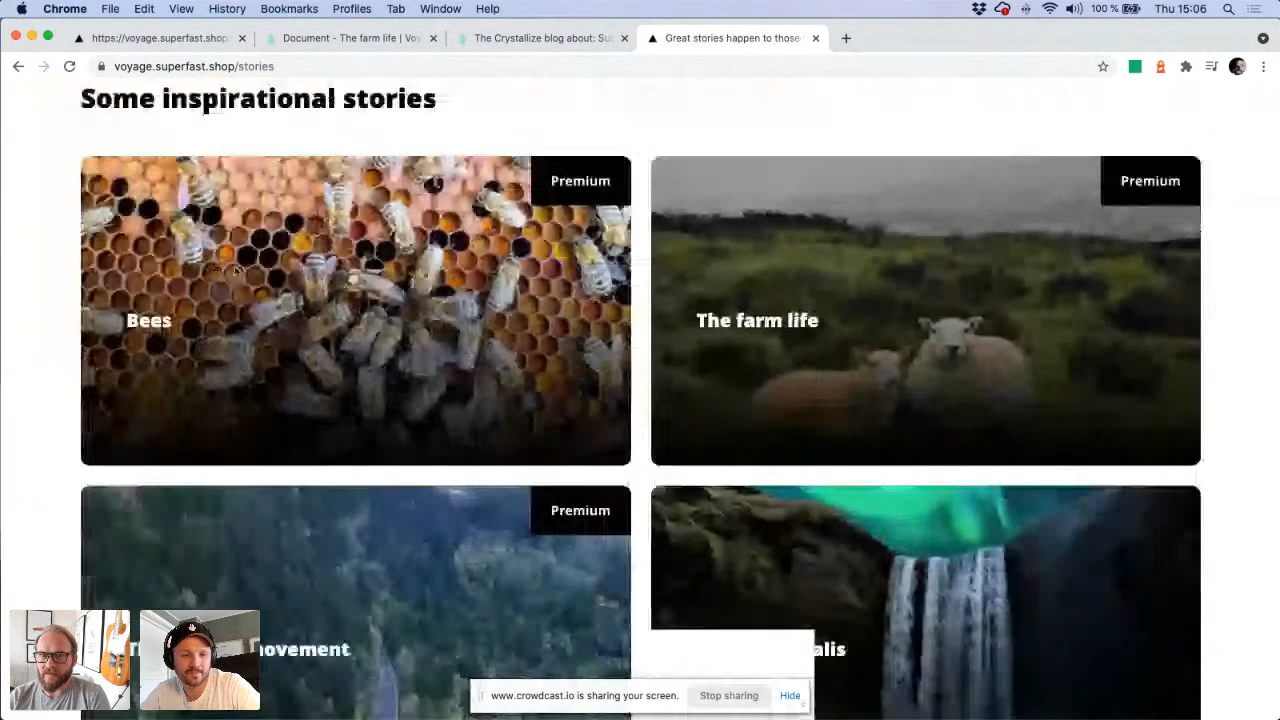 Chrome File Edit View History Bookmarks Profiles Tab Window Help 100 % Thu 15:06
https://voyage.superfast.shop Document - The farm life | Voy The Crystallize blog about: Su Great stories happen to those
voyage.superfast.shop/stories
Some inspirational stories
Premium
Premium
Bees
The farm life
Premium
movement
alis
www.crowdcast.io is sharing your screen. Stop sharing Hide